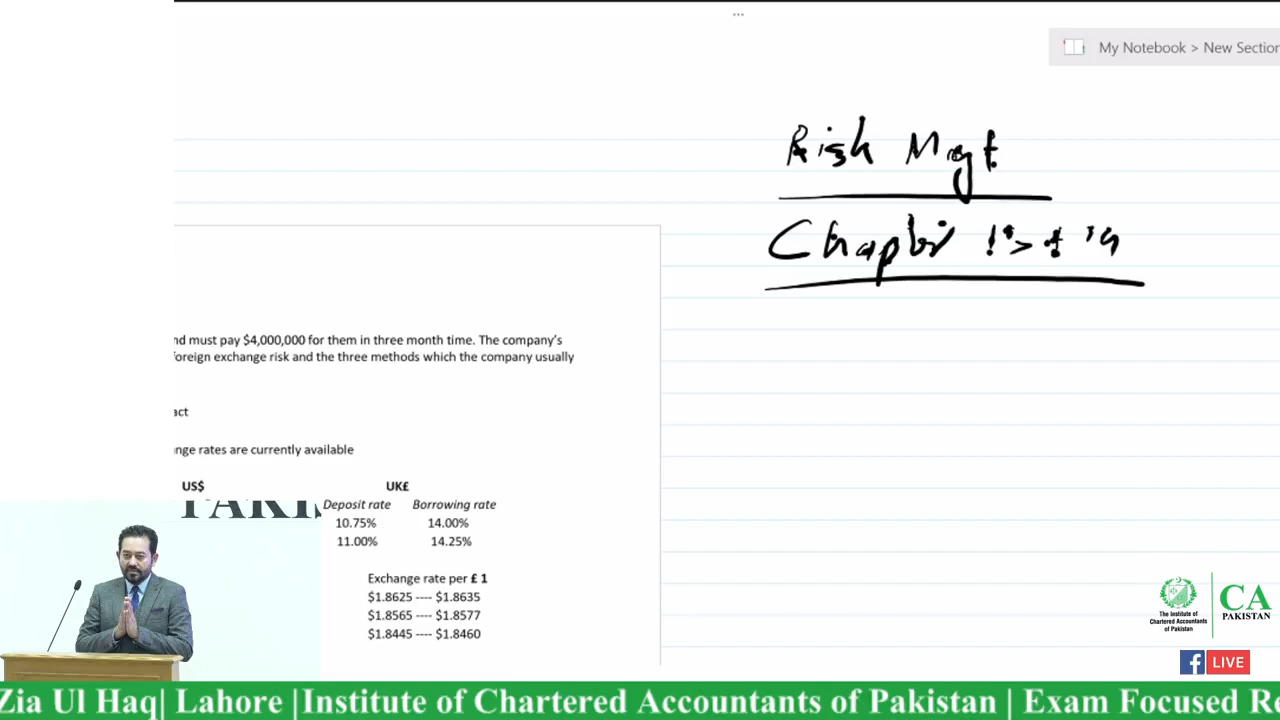 ...
My Notebook > New Section
Risk Mgt
Chapter
nd must pay $4,000,000 for them in three month time. The company's
foreign exchange risk and the three methods which the company usually
act
nge rates are currently available
US$ UK£
Deposit rate Borrowing rate
10.75% 14.00%
11.00% 14.25%
Exchange rate per £ 1
$1.8625 ---- $1.8635
$1.8565 ---- $1.8577
$1.8445 ---- $1.8460
The Institute of
Chartered Accountants
of Pakistan
CA
PAKISTAN
f LIVE
Zia Ul Haq| Lahore |Institute of Chartered Accountants of Pakistan | Exam Focused Re